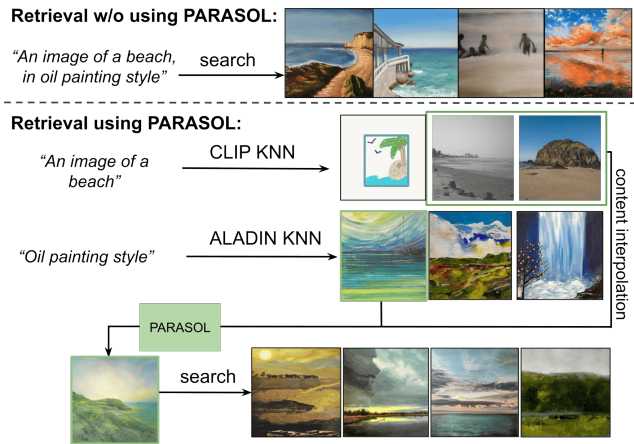 Retrieval w/o using PARASOL:
“An image of a beach,
in oil painting style”
search
Retrieval using PARASOL:
“An image of a
beach”
CLIP KNN
“Oil painting style”
ALADIN KNN
content interpolation
PARASOL
search